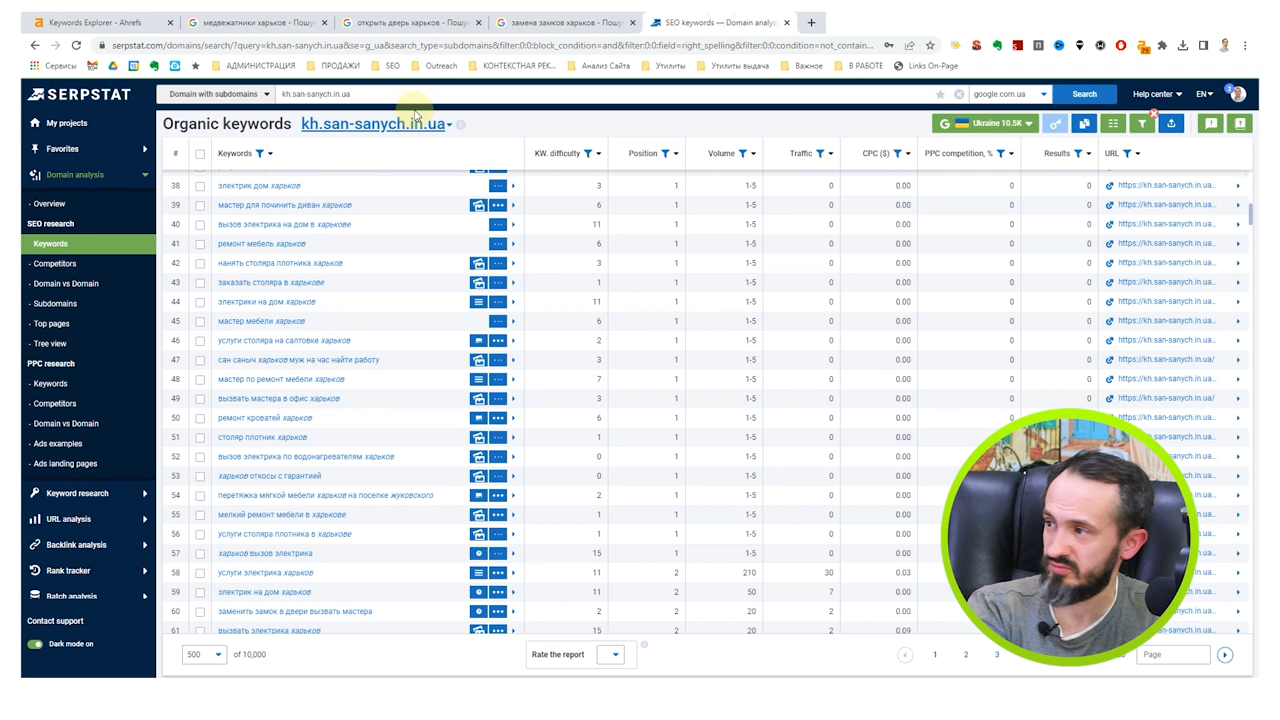 Keywords Explorer - Ahrefs
медвежатники харьков - Пошу
открыть дверь харьков - Пошук
замена замков харьков - Пошук
SEO keywords — Domain analys
serpstat.com/domains/search/?query=kh.san-sanych.in.ua&se=g_ua&search_type=subdomains&filter:0:block_condition=and&filter:0:field=right_spelling&filter:0:condition=not_contain...
Сервисы
АДМИНИСТРАЦИЯ
ПРОДАЖИ
SEO
Outreach
КОНТЕКСТНАЯ РЕК...
Анализ Сайта
Утилиты
Утилиты выдача
Важное
В РАБОТЕ
Links On-Page
SERPSTAT
Domain with subdomains
kh.san-sanych.in.ua
google.com.ua
Search
Help center
EN
2
My projects
Favorites
Domain analysis
Overview
SEO research
Keywords
Competitors
Domain vs Domain
Subdomains
Top pages
Tree view
PPC research
Keywords
Competitors
Domain vs Domain
Ads examples
Ads landing pages
Keyword research
URL analysis
Backlink analysis
Rank tracker
Batch analysis
Contact support
Dark mode on
Organic keywords kh.san-sanych.in.ua
Ukraine 10.5K
# Keywords KW. difficulty Position Volume Traffic CPC ($) PPC competition, % Results URL
38 электрик дом харьков 3 1 1-5 0 0.00 0 0 https://kh.san-sanych.in.ua...
39 мастер для починить диван харьков 6 1 1-5 0 0.00 0 0 https://kh.san-sanych.in.ua...
40 вызов электрика на дом в харькове 11 1 1-5 0 0.00 0 0 https://kh.san-sanych.in.ua...
41 ремонт мебель харьков 6 1 1-5 0 0.00 0 0 https://kh.san-sanych.in.ua...
42 нанять столяра плотника харьков 3 1 1-5 0 0.00 0 0 https://kh.san-sanych.in.ua...
43 заказать столяра в харькове 1 1 1-5 0 0.00 0 0 https://kh.san-sanych.in.ua...
44 электрики на дом харьков 11 1 1-5 0 0.00 0 0 https://kh.san-sanych.in.ua...
45 мастер мебели харьков 6 1 1-5 0 0.00 0 0 https://kh.san-sanych.in.ua...
46 услуги столяра на салтовке харьков 2 1 1-5 0 0.00 0 0 https://kh.san-sanych.in.ua...
47 сан саныч харьков муж на час найти работу 3 1 1-5 0 0.00 0 0 https://kh.san-sanych.in.ua/
48 мастер по ремонт мебели харьков 7 1 1-5 0 0.00 0 0 https://kh.san-sanych.in.ua...
49 вызвать мастера в офис харьков 3 1 1-5 0 0.00 0 0 https://kh.san-sanych.in.ua/
50 ремонт кроватей харьков 6 1 1-5 0 0.00 0 0 https://kh.san-sanych.in.ua...
51 столяр плотник харьков 1 1 1-5 0 0.00 san-sanych.in.ua...
52 вызов электрика по водонагревателям харьков 0 1 1-5 0 0.00 sanych.in.ua...
53 харьков откосы с гарантией 0 1 1-5 0 0.00 ych.in.ua...
54 перетяжка мягкой мебели харьков на поселке жуковского 2 1 1-5 0 0.00 h.in.ua...
55 мелкий ремонт мебели в харьков 1 1 1-5 0 0.00 in.ua...
56 услуги столяра плотника в харькове 1 1 1-5 0 0.00 n.ua...
57 харьков вызов электрика 15 1 1-5 0 0.00 ua...
58 услуги электрика харьков 11 2 210 30 0.03 ua...
59 электрик на дом харьков 11 2 50 7 0.00 ua...
60 заменить замок в двери вызвать мастера 2 2 20 2 0.00
61 вызвать электрика харьков 15 2 20 2 0.09
500 of 10,000
Rate the report
1 2 3
Page